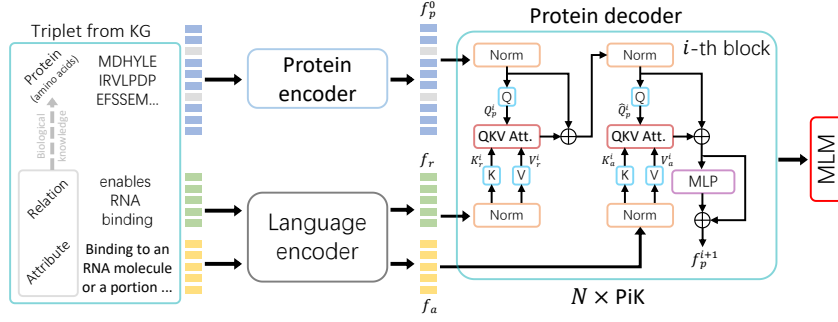 Triplet from KG
Protein
(amino acids)
MDHYLE
IRVLPDP
EFSSEM...
Biological
knowledge
Relation
enables
RNA
binding
Attribute
Binding to an
RNA molecule
or a portion ...
Protein
encoder
Language
encoder
f_p^0
f_r
f_a
Protein decoder
i-th block
Norm
Q
Q_p^i
QKV Att.
K_r^i
V_r^i
K
V
Norm
Norm
Q
Q̂_p^i
QKV Att.
K_a^i
V_a^i
K
V
Norm
MLP
f_p^{i+1}
N × PiK
MLM